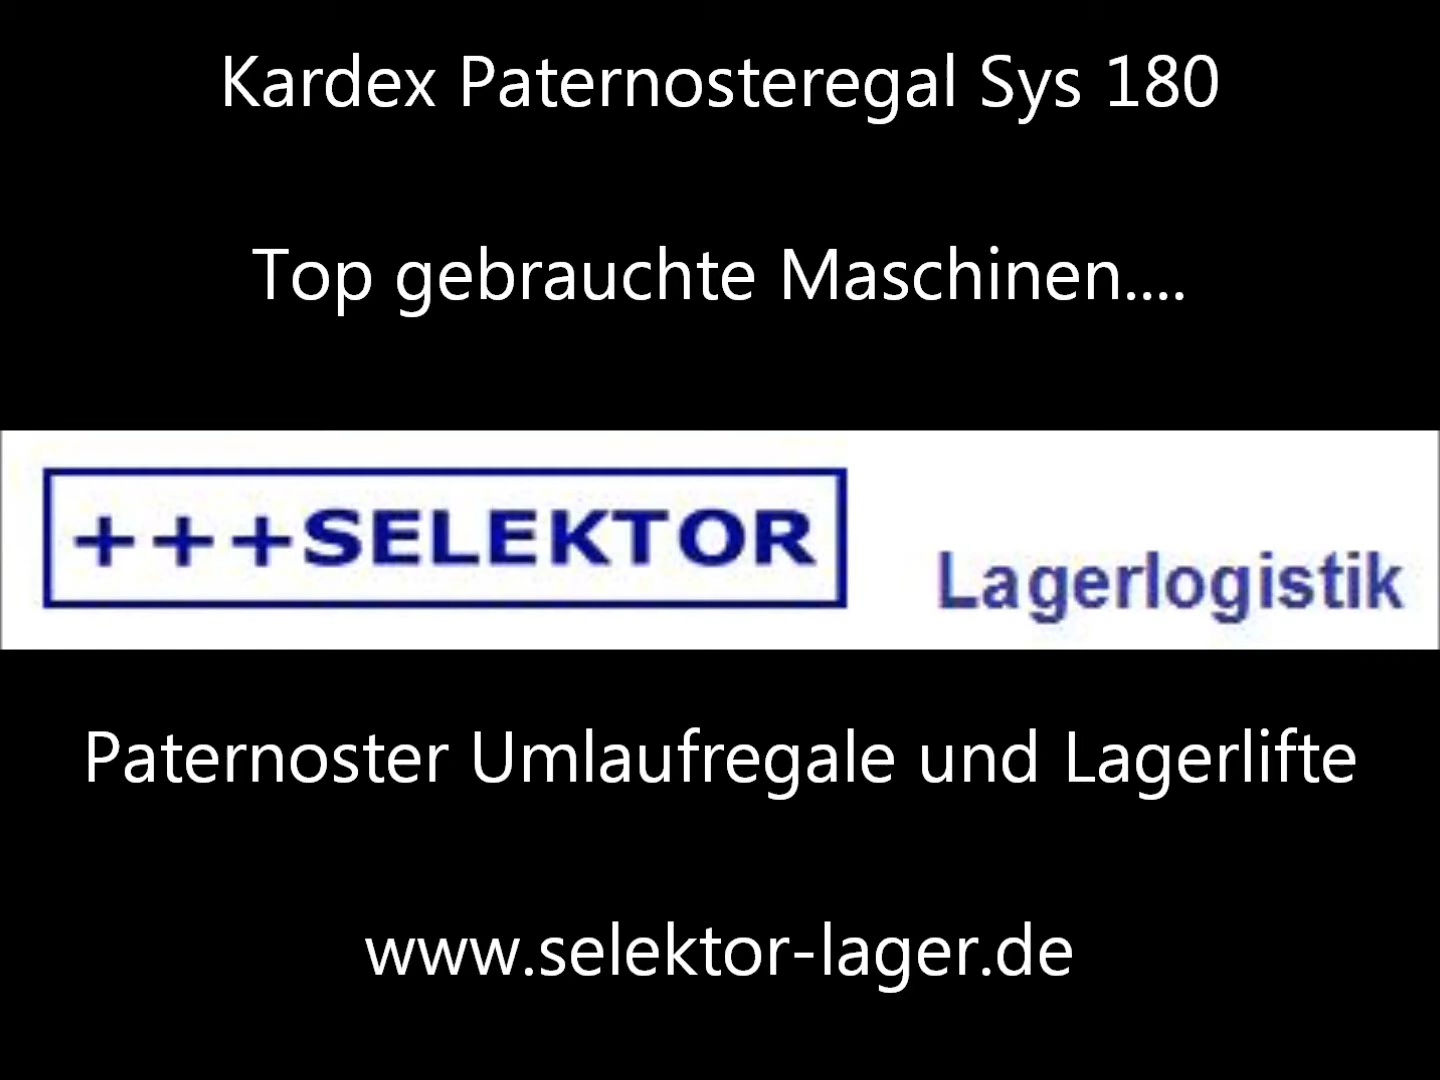 Kardex Paternosteregal Sys 180
Top gebrauchte Maschinen....
+++SELEKTOR
Lagerlogistik
Paternoster Umlaufregale und Lagerlifte
www.selektor-lager.de